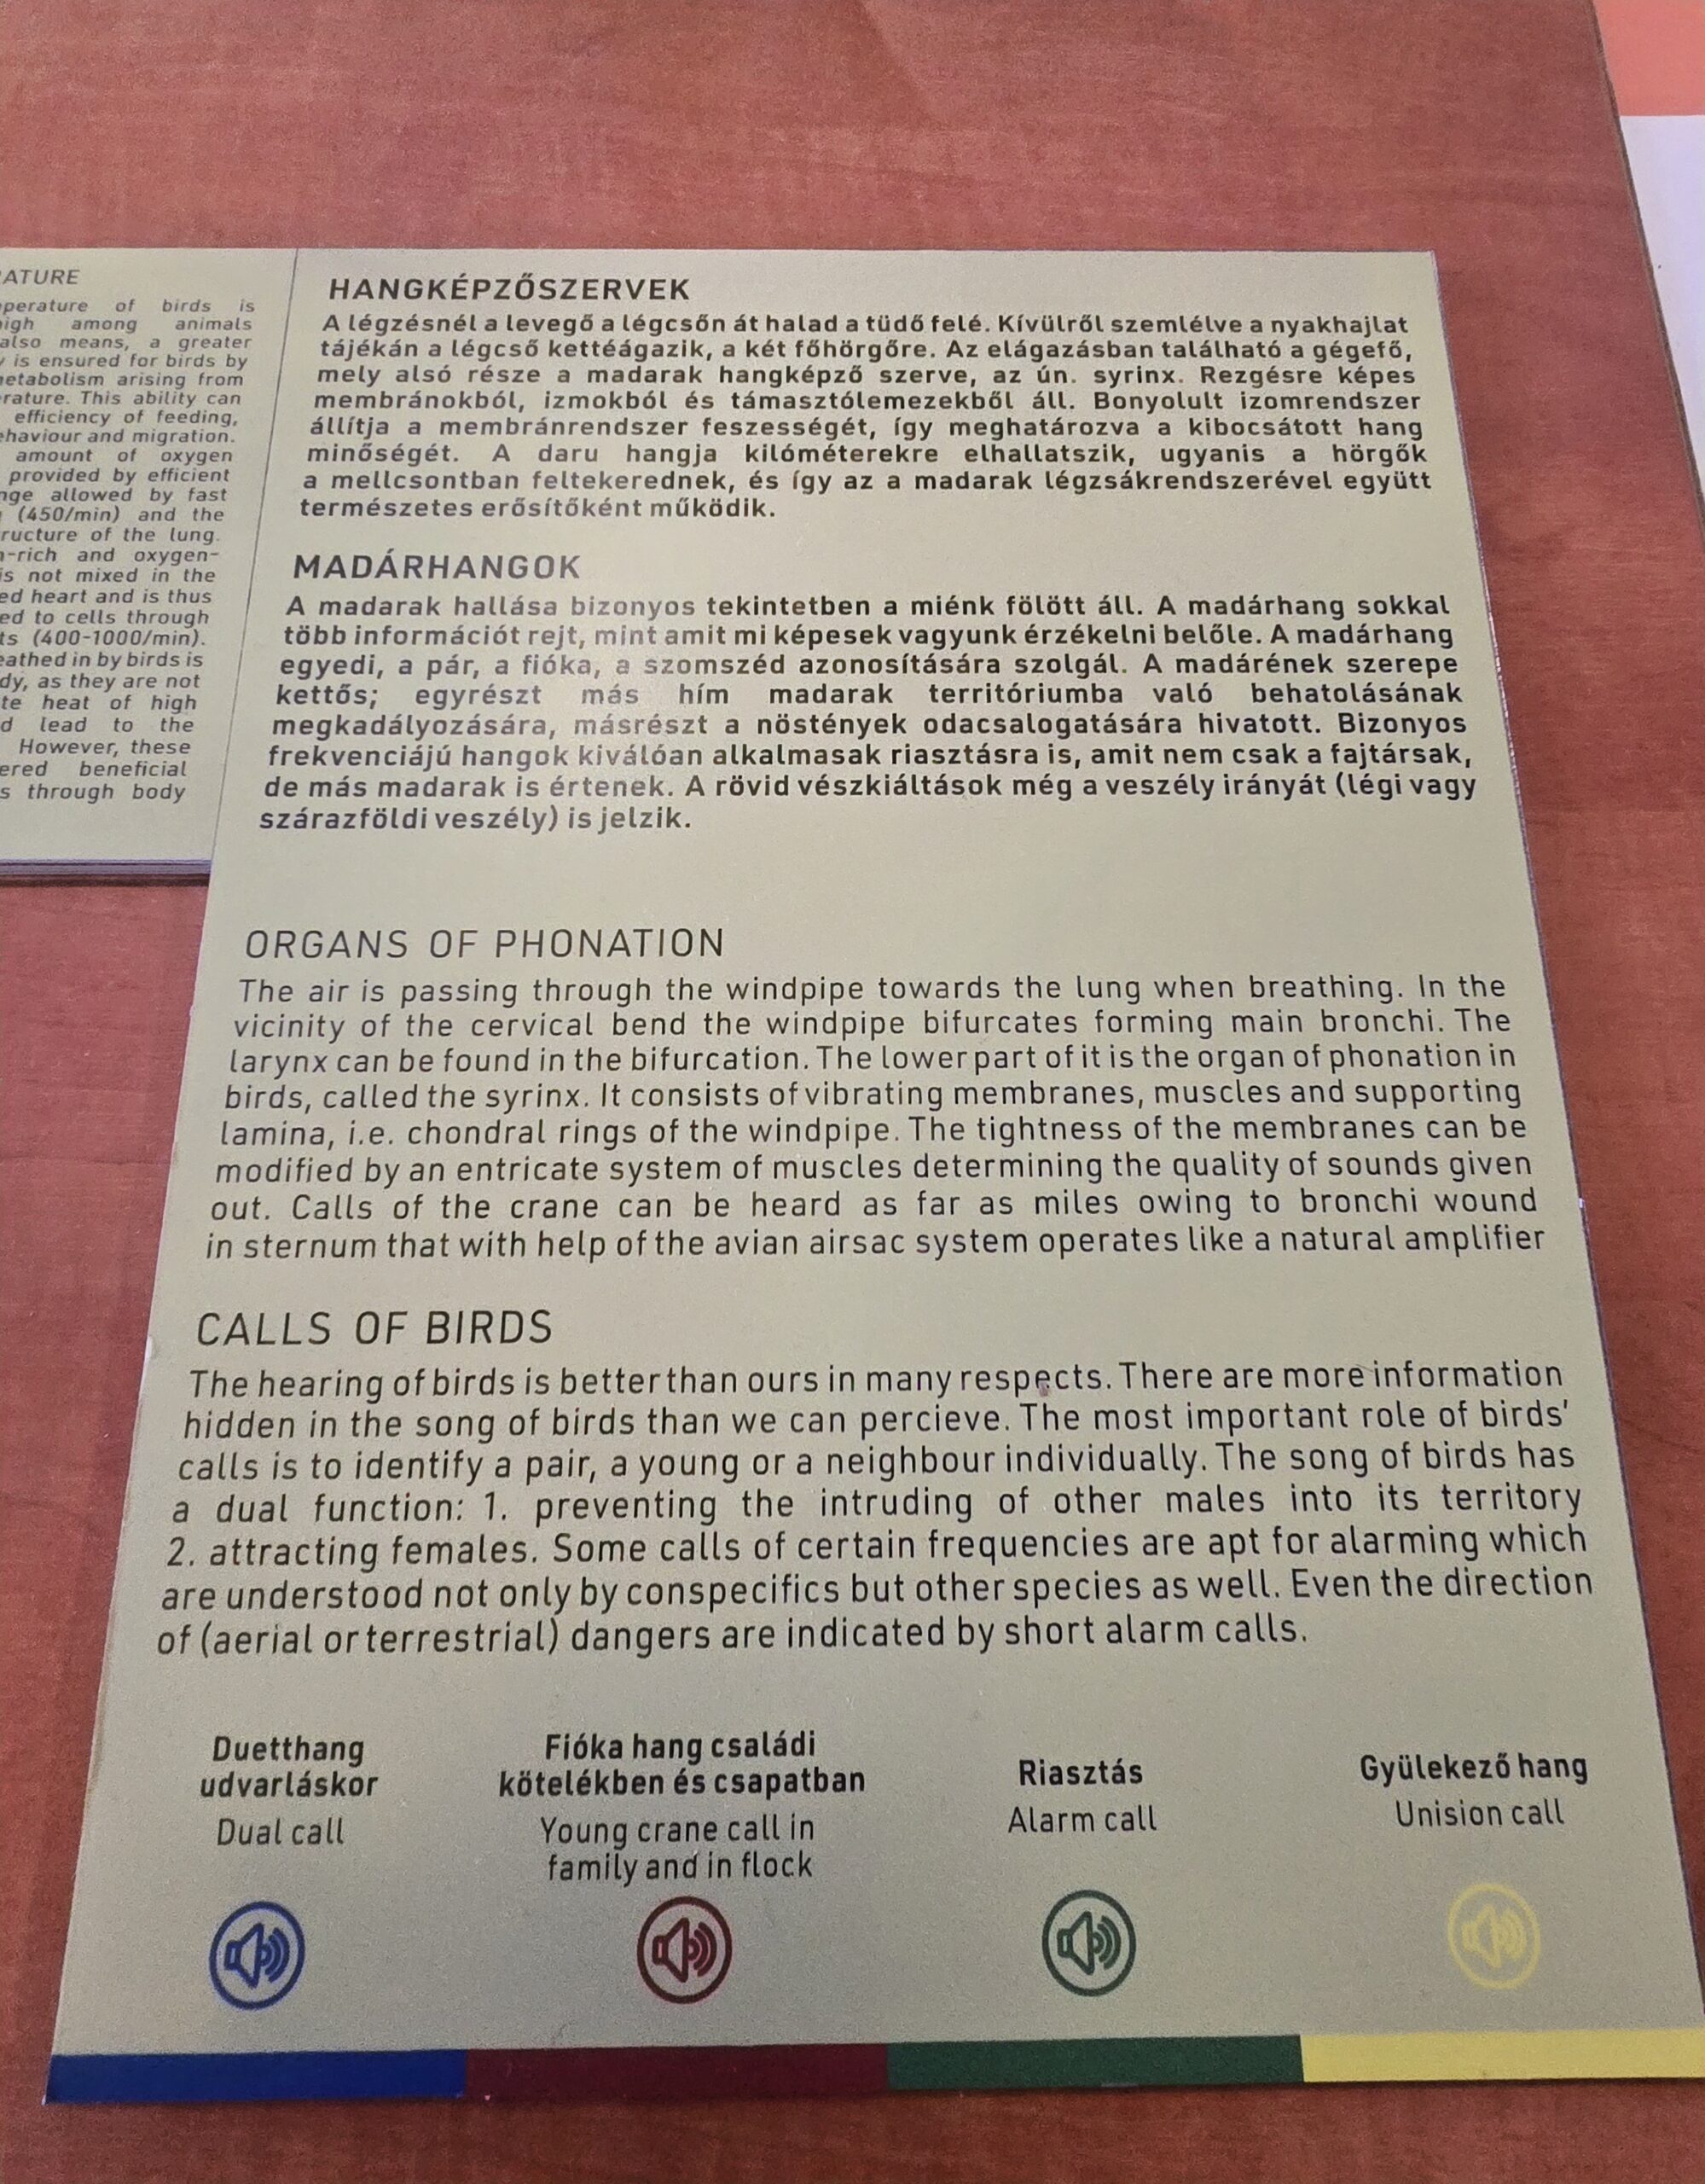 ATURE
perature of birds is
igh among animals
also means, a greater
is ensured for birds by
etabolism arising from
rature. This ability can
efficiency of feeding,
ehaviour and migration.
amount of oxygen
provided by efficient
nge allowed by fast
(450/min) and the
ructure of the lung.
n-rich and oxygen-
is not mixed in the
ed heart and is thus
ed to cells through
ts (400-1000/min).
eathed in by birds is
dy, as they are not
te heat of high
d lead to the
However, these
ered beneficial
s through body
HANGKÉPZŐSZERVEK
A légzésnél a levegő a légcsőn át halad a tüdő felé. Kívülről szemlélve a nyakhajlat
tájékán a légcső kettéágazik, a két főhörgőre. Az elágazásban található a gégefő,
mely alsó része a madarak hangképző szerve, az ún. syrinx. Rezgésre képes
membránokból, izmokból és támasztólemezekből áll. Bonyolult izomrendszer
állítja a membránrendszer feszességét, így meghatározva a kibocsátott hang
minőségét. A daru hangja kilóméterekre elhallatszik, ugyanis a hörgők
a mellcsontban feltekerednek, és így az a madarak légzsákrendszerével együtt
természetes erősítőként működik.
MADÁRHANGOK
A madarak hallása bizonyos tekintetben a miénk fölött áll. A madárhang sokkal
több információt rejt, mint amit mi képesek vagyunk érzékelni belőle. A madárhang
egyedi, a pár, a fióka, a szomszéd azonosítására szolgál. A madárének szerepe
kettős; egyrészt más hím madarak territóriumba való behatolásának
megkadályozására, másrészt a nöstények odacsalogatására hivatott. Bizonyos
frekvenciájú hangok kiválóan alkalmasak riasztásra is, amit nem csak a fajtársak,
de más madarak is értenek. A rövid vészkiáltások még a veszély irányát (légi vagy
szárazföldi veszély) is jelzik.
ORGANS OF PHONATION
The air is passing through the windpipe towards the lung when breathing. In the
vicinity of the cervical bend the windpipe bifurcates forming main bronchi. The
larynx can be found in the bifurcation. The lower part of it is the organ of phonation in
birds, called the syrinx. It consists of vibrating membranes, muscles and supporting
lamina, i.e. chondral rings of the windpipe. The tightness of the membranes can be
modified by an entricate system of muscles determining the quality of sounds given
out. Calls of the crane can be heard as far as miles owing to bronchi wound
in sternum that with help of the avian airsac system operates like a natural amplifier
CALLS OF BIRDS
The hearing of birds is better than ours in many respects. There are more information
hidden in the song of birds than we can percieve. The most important role of birds'
calls is to identify a pair, a young or a neighbour individually. The song of birds has
a dual function: 1. preventing the intruding of other males into its territory
2. attracting females. Some calls of certain frequencies are apt for alarming which
are understood not only by conspecifics but other species as well. Even the direction
of (aerial or terrestrial) dangers are indicated by short alarm calls.
Duetthang
udvarláskor
Dual call
Fióka hang családi
kötelékben és csapatban
Young crane call in
family and in flock
Riasztás
Alarm call
Gyülekező hang
Unision call